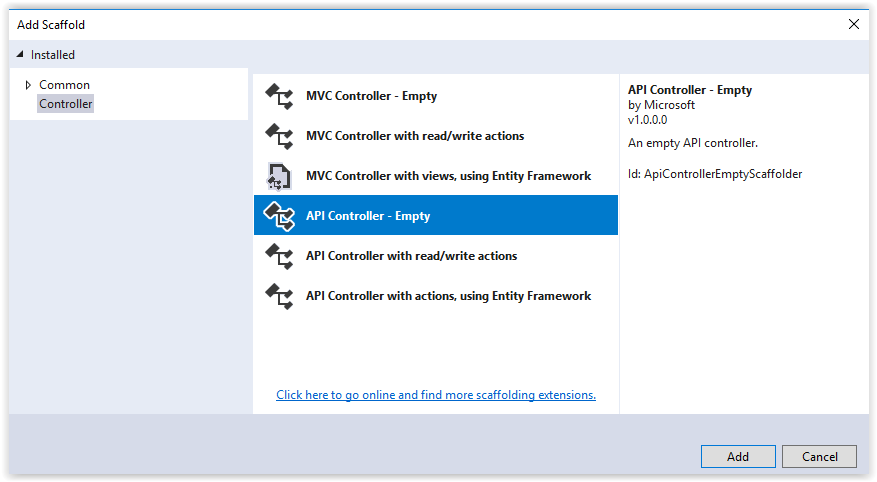 Add Scaffold
Installed
Common
Controller
MVC Controller - Empty
MVC Controller with read/write actions
MVC Controller with views, using Entity Framework
API Controller - Empty
API Controller with read/write actions
API Controller with actions, using Entity Framework
Click here to go online and find more scaffolding extensions.
API Controller - Empty
by Microsoft
v1.0.0.0
An empty API controller.
Id: ApiControllerEmptyScaffolder
Add
Cancel